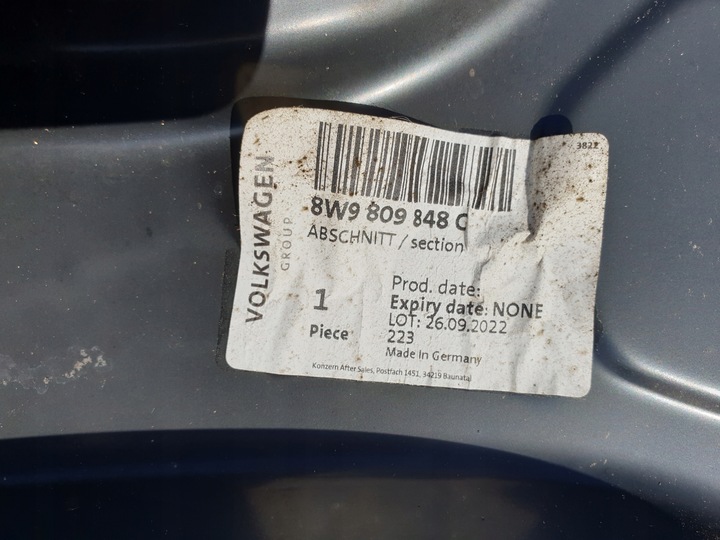 3822
VOLKSWAGEN
GROUP
8W9 809 848 C
ABSCHNITT / section
1
Piece
Prod. date:
Expiry date: NONE
LOT: 26.09.2022
223
Made In Germany
Konzern After Sales, Postfach 1451, 34219 Baunatal